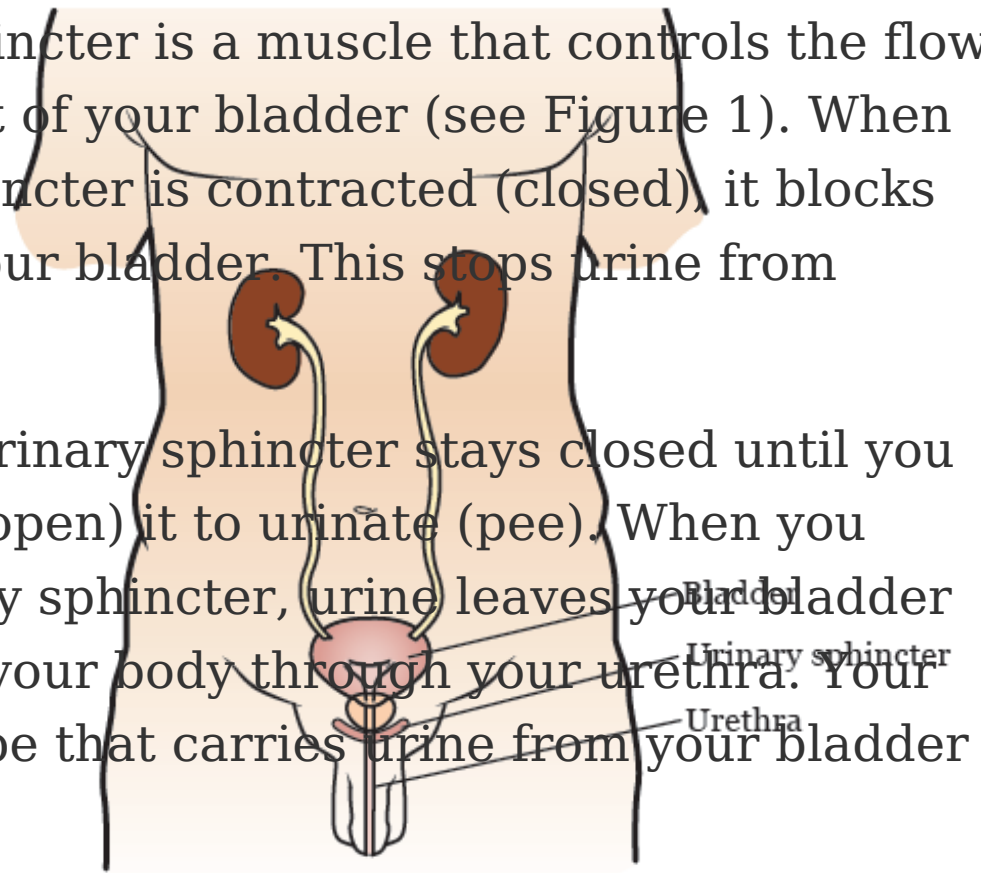 incter is a muscle that controls the flow
t of your bladder (see Figure 1). When
ncter is contracted (closed), it blocks
our bladder. This stops urine from
rinary sphincter stays closed until you
open) it to urinate (pee). When you
y sphincter, urine leaves your bladder
your body through your urethra. Your
be that carries urine from your bladder
Bladder
Urinary sphincter
Urethra